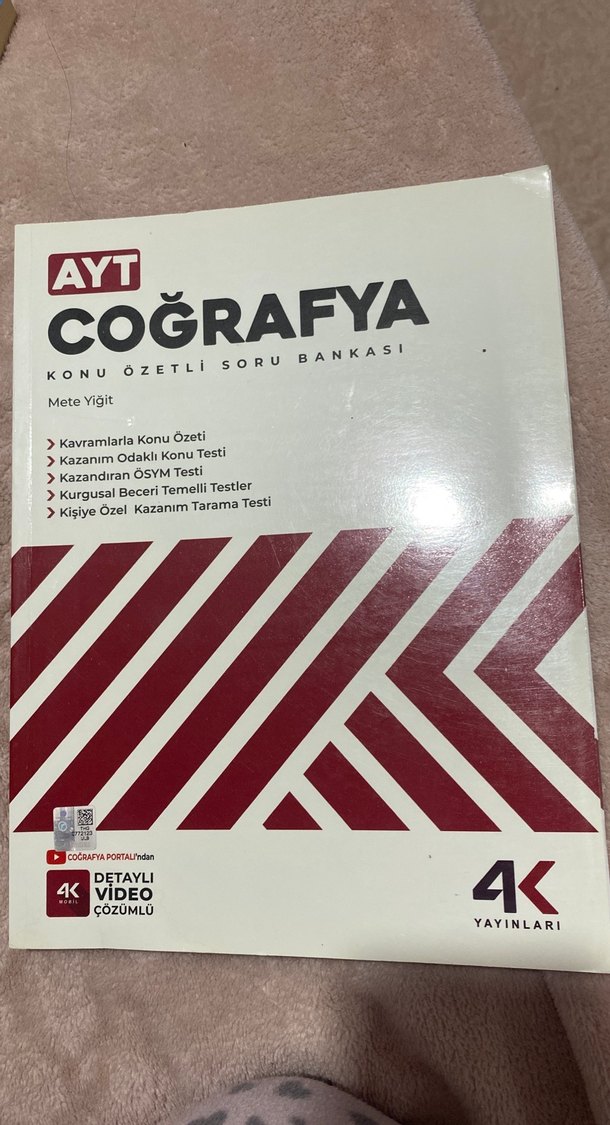 AYT
COĞRAFYA
KONU ÖZETLİ SORU BANKASI
Mete Yiğit
Kavramlarla Konu Özeti
Kazanım Odaklı Konu Testi
Kazandıran ÖSYM Testi
Kurgusal Beceri Temelli Testler
Kişiye Özel Kazanım Tarama Testi
COĞRAFYA PORTALI'ndan
4K
MOBİL
DETAYLI
VİDEO
ÇÖZÜMLÜ
4K
YAYINLARI